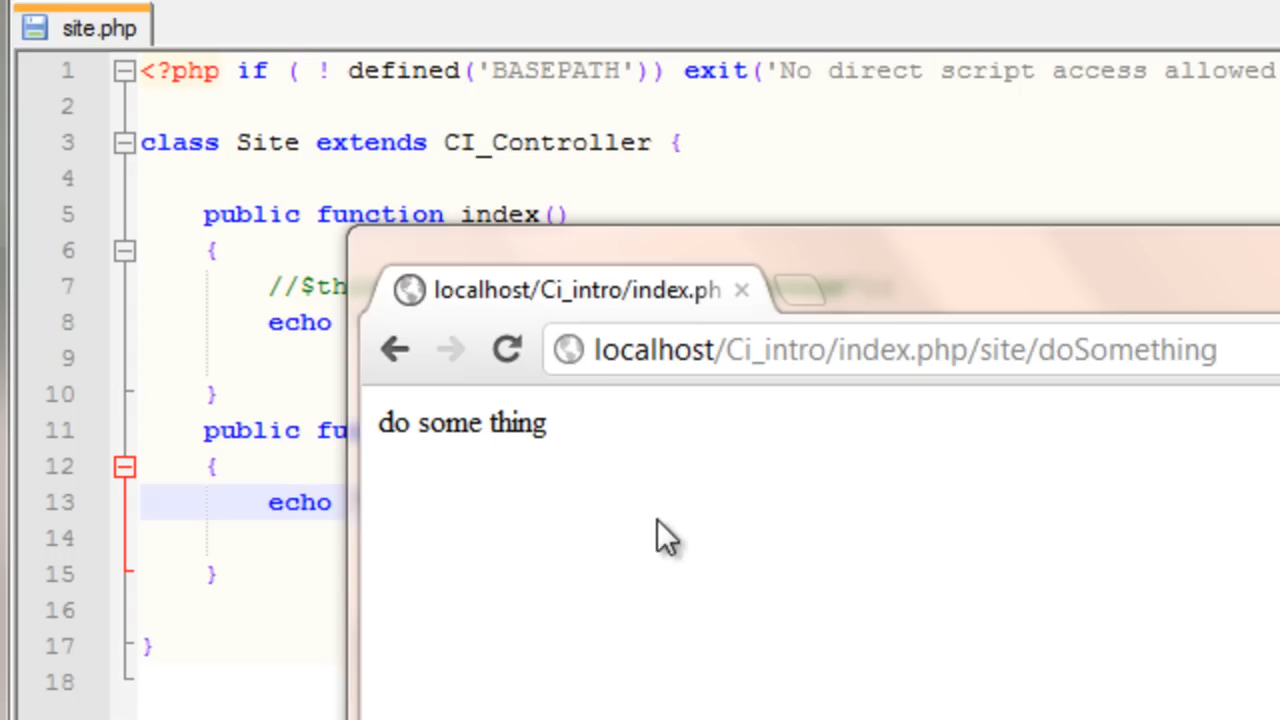 site.php
1 <?php if ( ! defined('BASEPATH')) exit('No direct script access allowed
2
3 class Site extends CI_Controller {
4
5 public function index()
6 {
7 //$th
8 echo
9
10 }
11 public fu
12 {
13 echo
14
15 }
16
17 }
18
localhost/Ci_intro/index.ph
localhost/Ci_intro/index.php/site/doSomething
do some thing